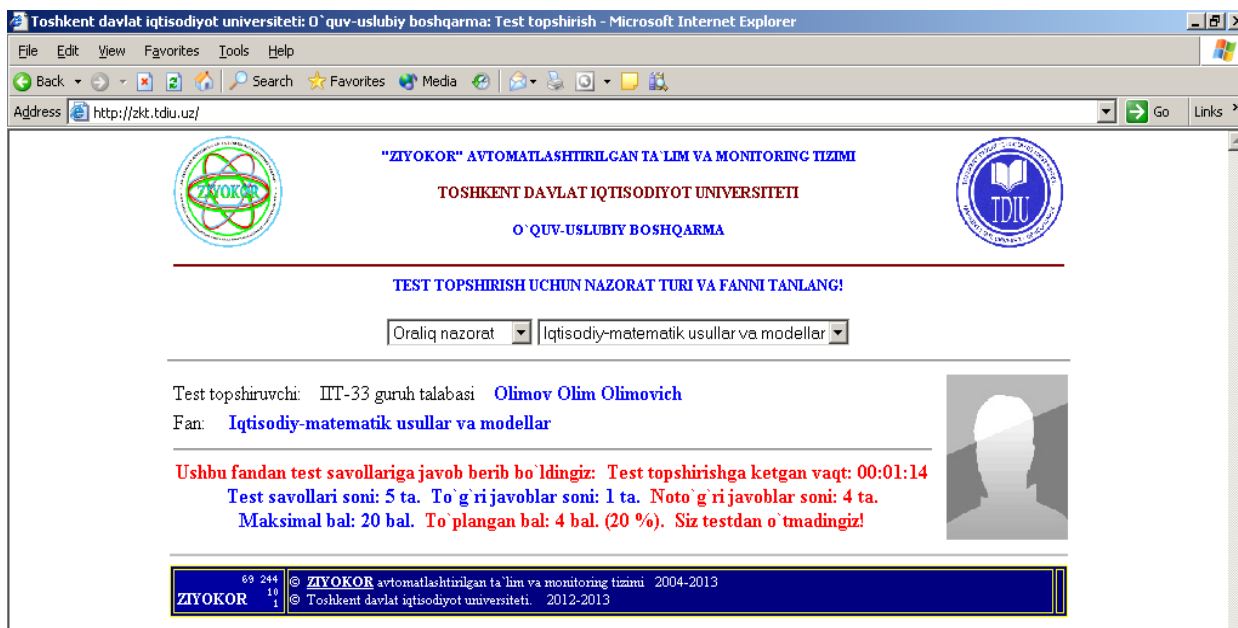 Toshkent davlat iqtisodiyot universiteti: O`quv-uslubiy boshqarma: Test topshirish - Microsoft Internet Explorer
File Edit View Favorites Tools Help
Back Search Favorites Media
Address http://zkt.tdiu.uz/ Go Links
"ZIYOKOR" AVTOMATLASHTIRILGAN TA`LIM VA MONITORING TIZIMI
TOSHKENT DAVLAT IQTISODIYOT UNIVERSITETI
O`QUV-USLUBIY BOSHQARMA
ZIYOKOR
TDIU
TEST TOPSHIRISH UCHUN NAZORAT TURI VA FANNI TANLANG!
Oraliq nazorat Iqtisodiy-matematik usullar va modellar
Test topshiruvchi: IIT-33 guruh talabasi Olimov Olim Olimovich
Fan: Iqtisodiy-matematik usullar va modellar
Ushbu fandan test savollariga javob berib bo`ldingiz: Test topshirishga ketgan vaqt: 00:01:14
Test savollari soni: 5 ta. To`g`ri javoblar soni: 1 ta. Noto`g`ri javoblar soni: 4 ta.
Maksimal bal: 20 bal. To`plangan bal: 4 bal. (20 %). Siz testdan o`tmadingiz!
69 244
ZIYOKOR 10
1
© ZIYOKOR avtomatlashtirilgan ta`lim va monitoring tizimi 2004-2013
© Toshkent davlat iqtisodiyot universiteti. 2012-2013